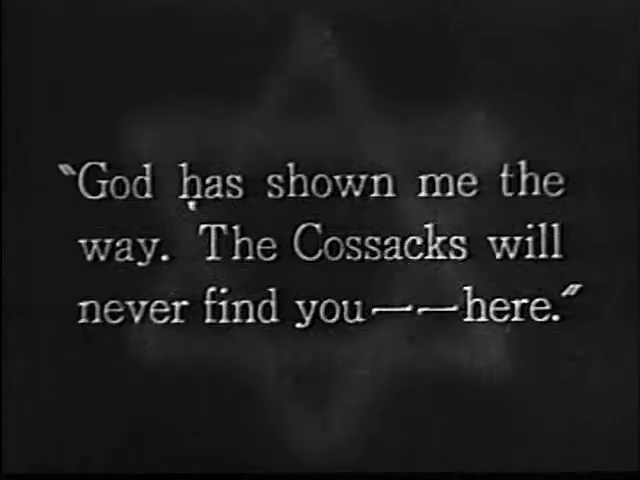 "God has shown me the
way. The Cossacks will
never find you——here."